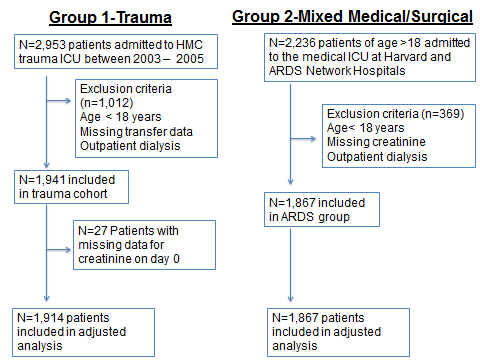 Group 1-Trauma
N=2,953 patients admitted to HMC
trauma ICU between 2003 – 2005
Exclusion criteria
(n=1,012)
Age < 18 years
Missing transfer data
Outpatient dialysis
N=1,941 included
in trauma cohort
N=27 Patients with
missing data for
creatinine on day 0
N=1,914 patients
included in adjusted
analysis
Group 2-Mixed Medical/Surgical
N=2,236 patients of age >18 admitted
to the medical ICU at Harvard and
ARDS Network Hospitals
Exclusion criteria (n=369)
Age< 18 years
Missing creatinine
Outpatient dialysis
N=1,867 included
in ARDS group
N=1,867 patients
included in adjusted
analysis